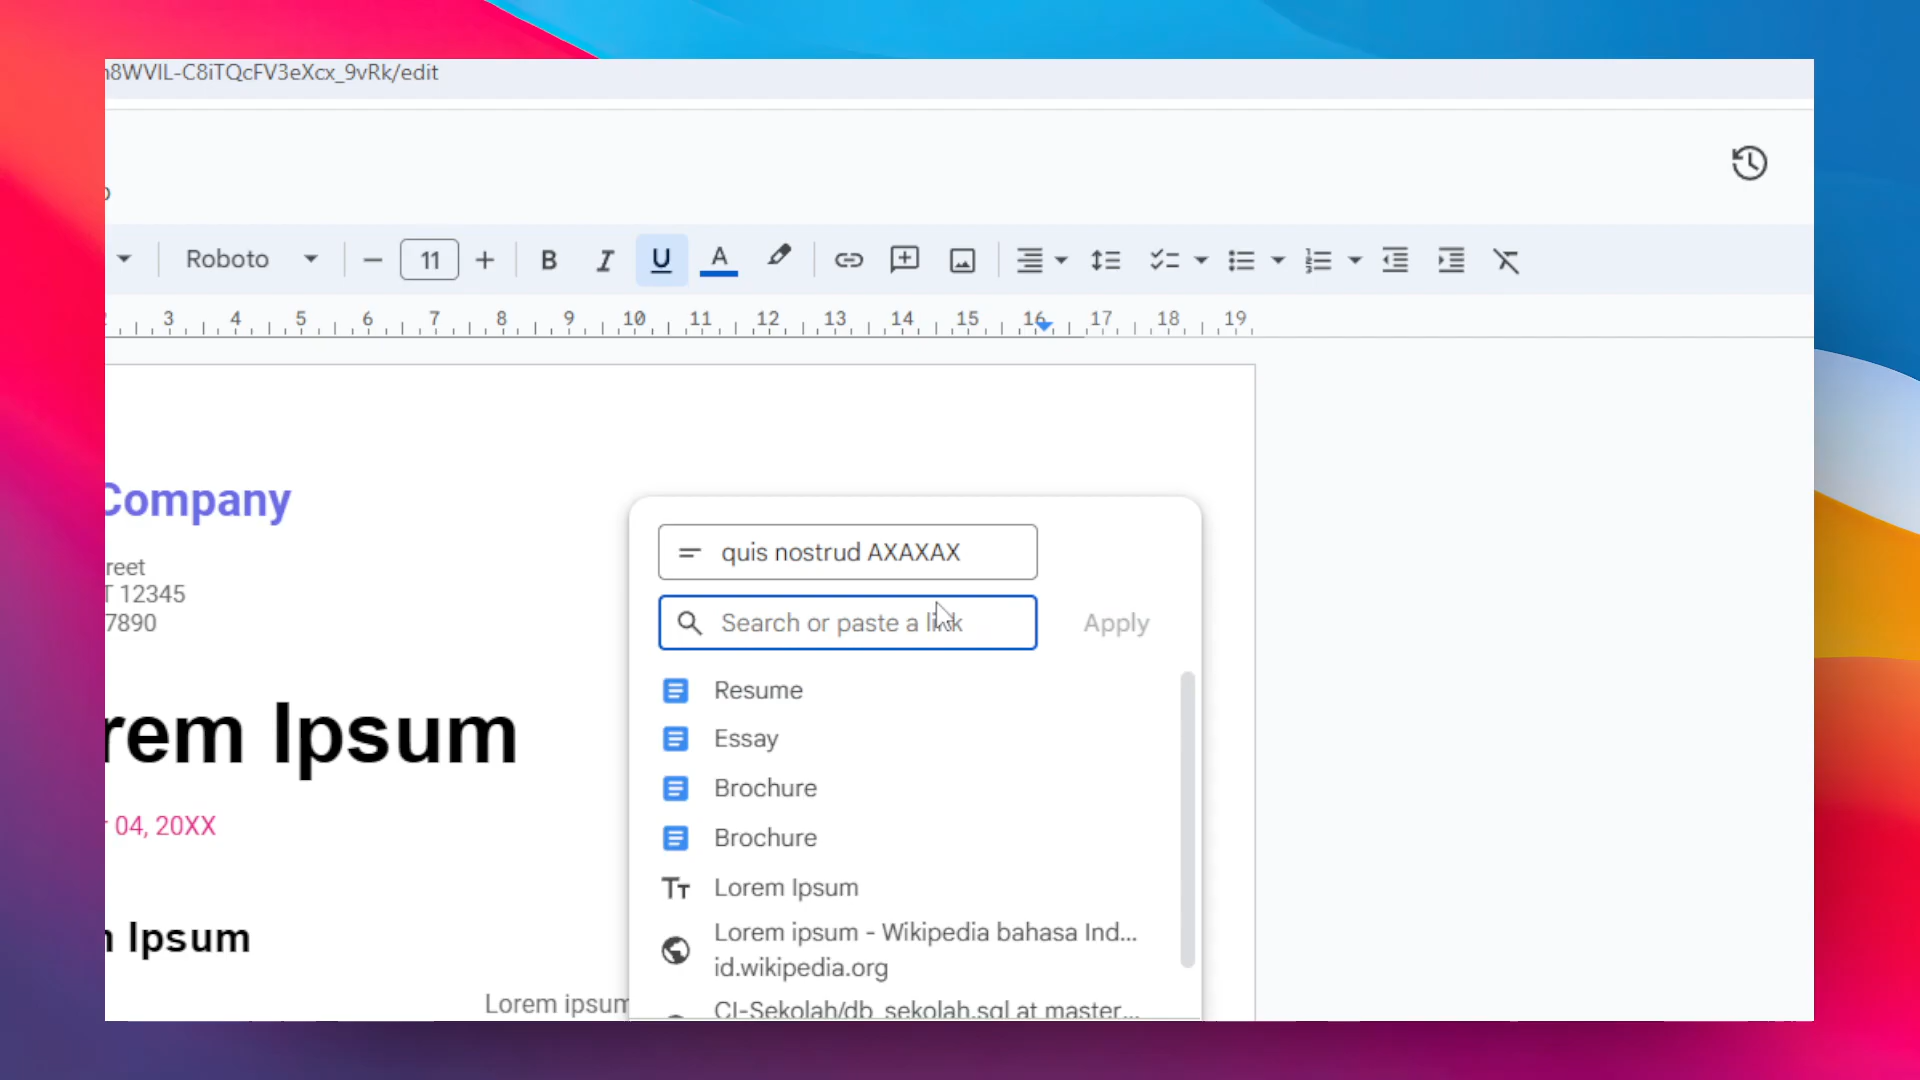 n8WVIL-C8iTQcFV3eXcx_9vRk/edit
Roboto
11
3 4 5 6 7 8 9 10 11 12 13 14 15 16 17 18 19
Company
reet
T 12345
7890
rem Ipsum
04, 20XX
Ipsum
Lorem ipsum
quis nostrud AXAXAX
Search or paste a link
Apply
Resume
Essay
Brochure
Brochure
Lorem Ipsum
Lorem ipsum - Wikipedia bahasa Ind...
id.wikipedia.org
CI-Sekolah/db_sekolah.sql at master...